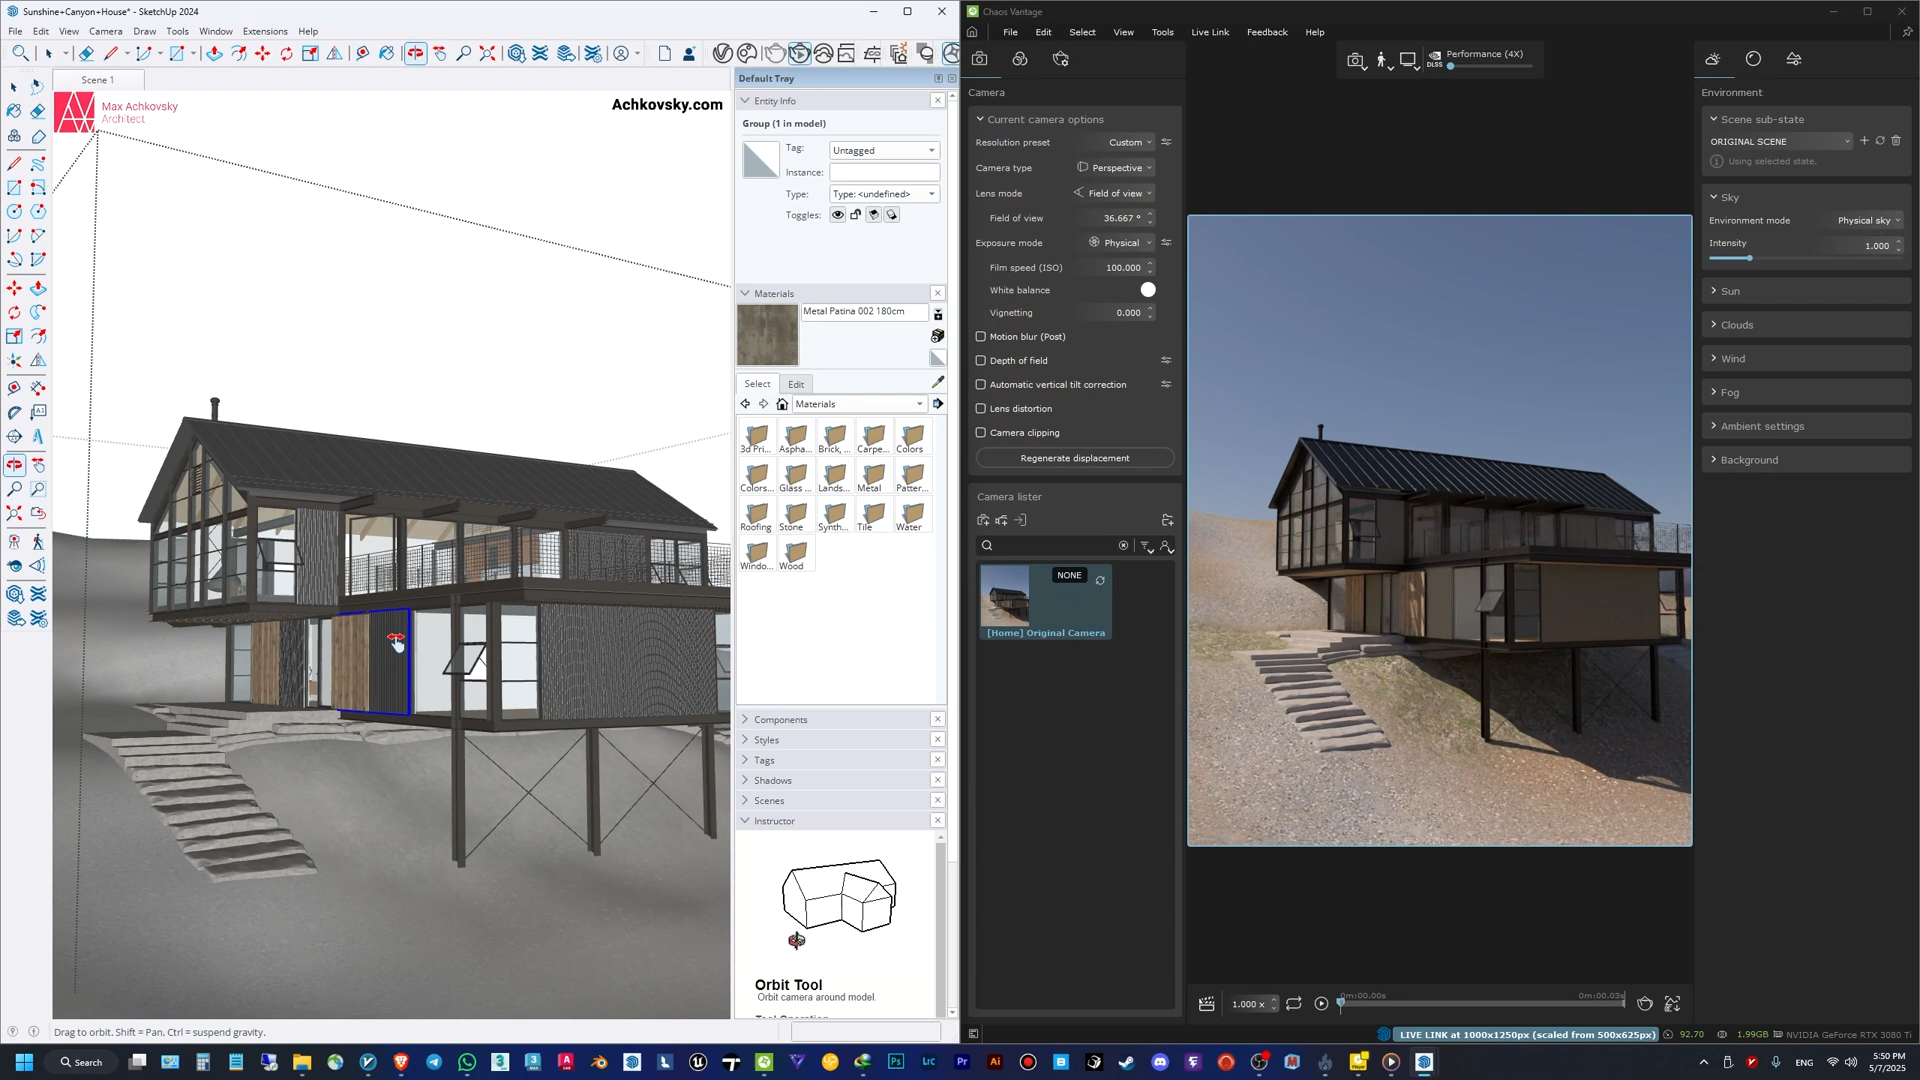 Sunshine+Canyon+House* - SketchUp 2024
File Edit View Camera Draw Tools Window Extensions Help
Scene 1
Max Achkovsky
Architect
Achkovsky.com
Default Tray
Entity Info
Group (1 in model)
Tag: Untagged
Instance:
Type: Type: <undefined>
Toggles:
Materials
Metal Patina 002 180cm
Select Edit
Materials
3d Pri... Aspha... Brick, ... Carpe... Colors
Colors... Glass ... Lands... Metal Patter...
Roofing Stone Synth... Tile Water
Windo... Wood
Components
Styles
Tags
Shadows
Scenes
Instructor
Orbit Tool
Orbit camera around model.
Drag to orbit. Shift = Pan, Ctrl = suspend gravity.
Chaos Vantage
File Edit Select View Tools Live Link Feedback Help
DLSS Performance (4X)
Camera
Current camera options
Resolution preset Custom
Camera type Perspective
Lens mode Field of view
Field of view 36.667 °
Exposure mode Physical
Film speed (ISO) 100.000
White balance
Vignetting 0.000
Motion blur (Post)
Depth of field
Automatic vertical tilt correction
Lens distortion
Camera clipping
Regenerate displacement
Camera lister
NONE
[Home] Original Camera
1.000 x
0m:00.00s
0m:00.03s
LIVE LINK at 1000x1250px (scaled from 500x625px)
92.70
1.99GB
NVIDIA GeForce RTX 3080 Ti
Environment
Scene sub-state
ORIGINAL SCENE
Using selected state.
Sky
Environment mode Physical sky
Intensity 1.000
Sun
Clouds
Wind
Fog
Ambient settings
Background
Search
ENG
5:50 PM
5/7/2025